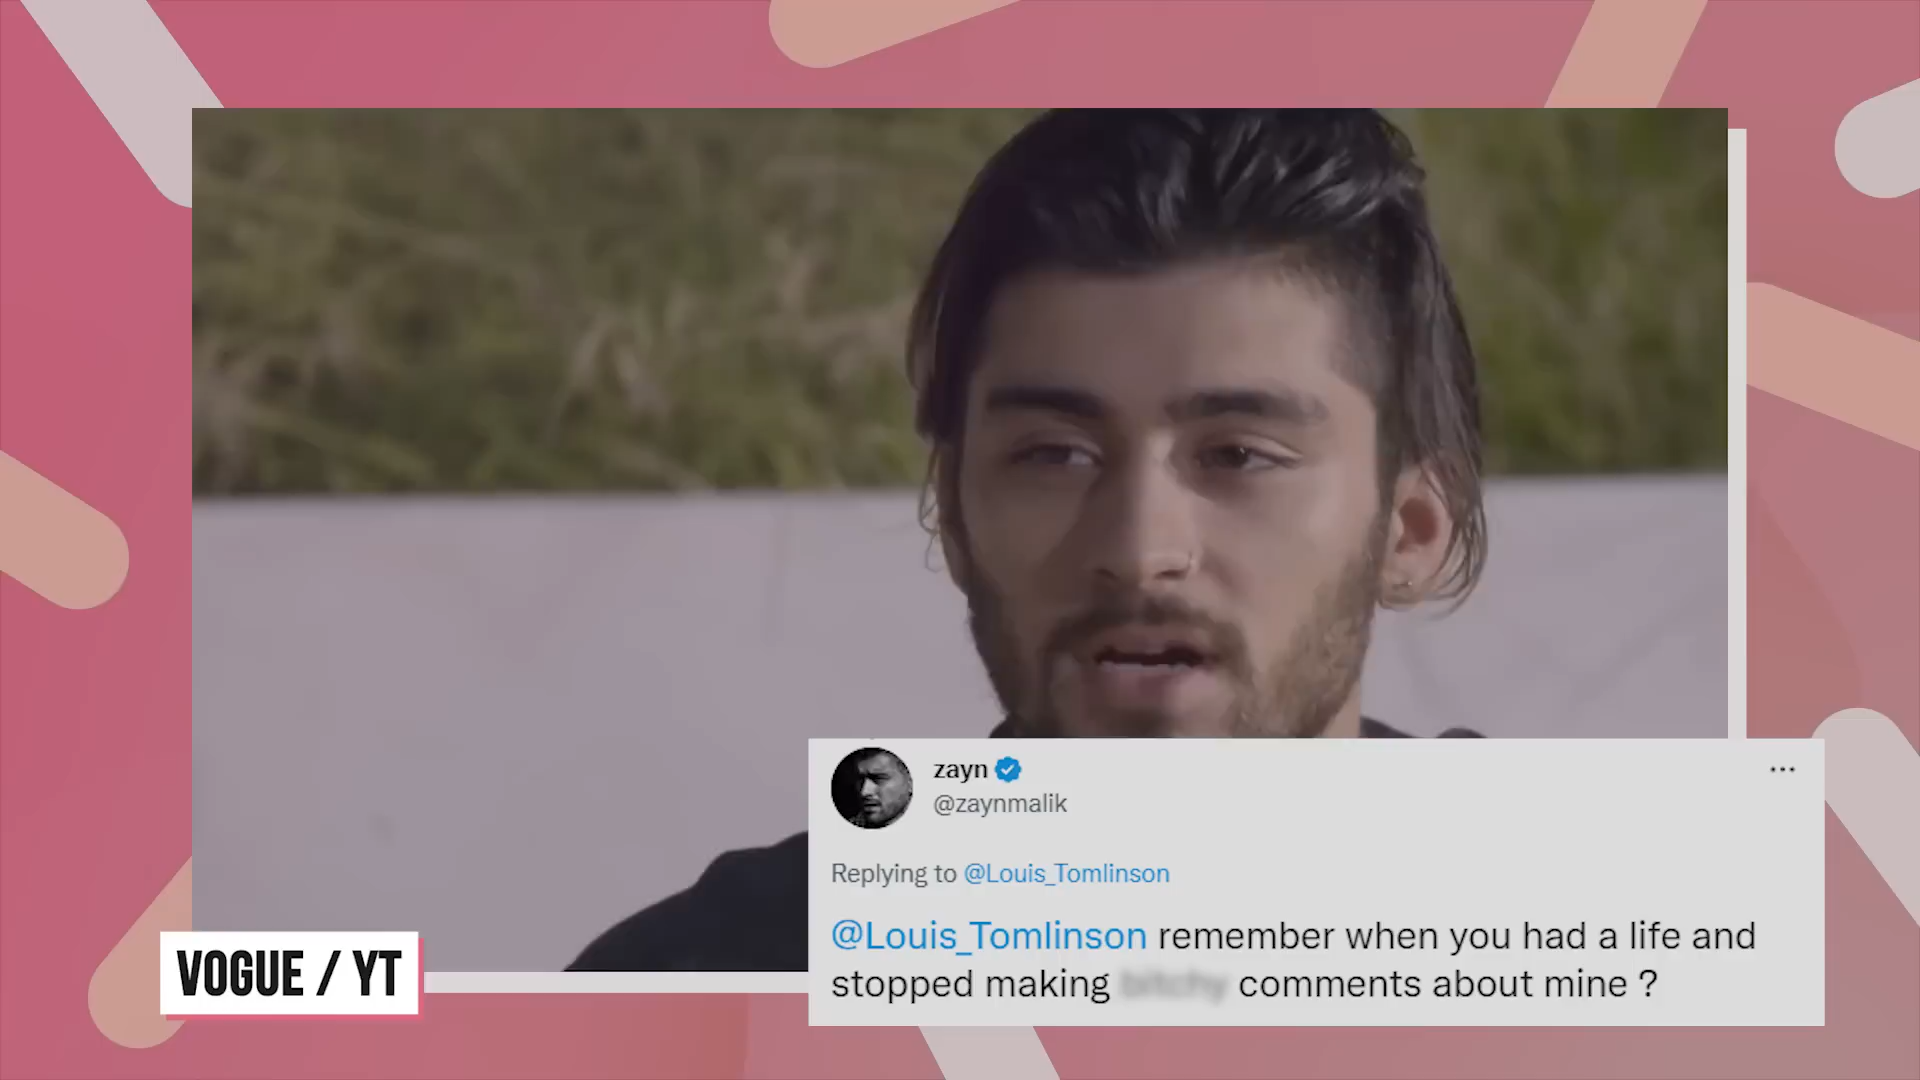 zayn
@zaynmalik
Replying to @Louis_Tomlinson
@Louis_Tomlinson remember when you had a life and
stopped making comments about mine ?
VOGUE / YT